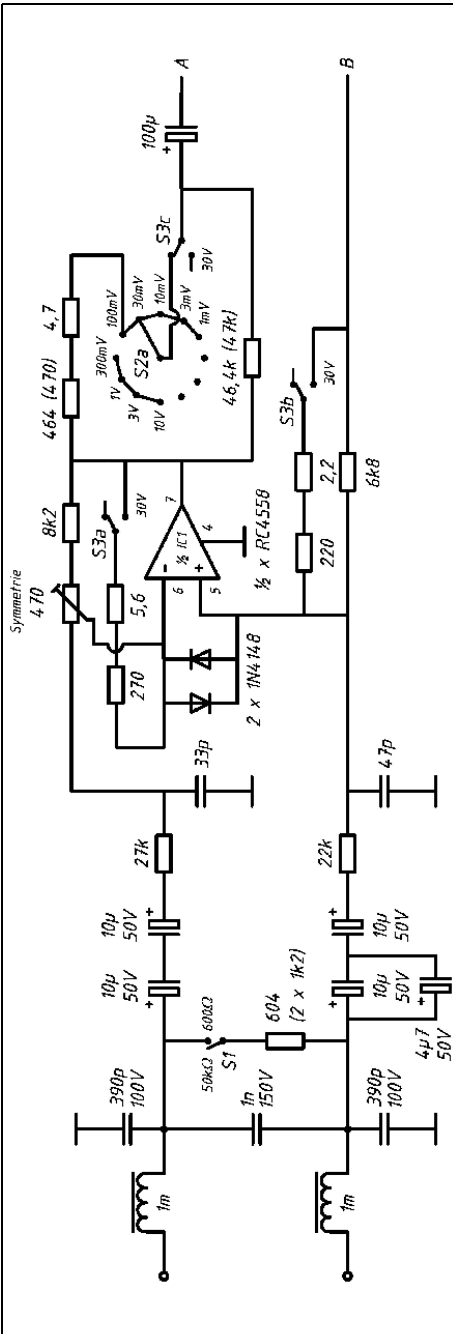 1m
390p
100V
1n
150V
1m
390p
100V
50kΩ
600Ω
S1
604
(2 x 1k2)
10µ
50V
+
10µ
50V
+
+
10µ
50V
+
4µ7
50V
10µ
50V
+
27k
22k
33p
47p
Symmetrie
470
8k2
464 (470)
4,7
270
5,6
S3a
30V
2 x 1N4148
6
5
-
+
½ IC1
7
4
½ x RC4558
300mV
1V
3V
10V
100mV
30mV
10mV
3mV
1mV
S2a
S3c
30V
46,4k (47k)
220
2,2
S3b
30V
6k8
100µ
+
A
B